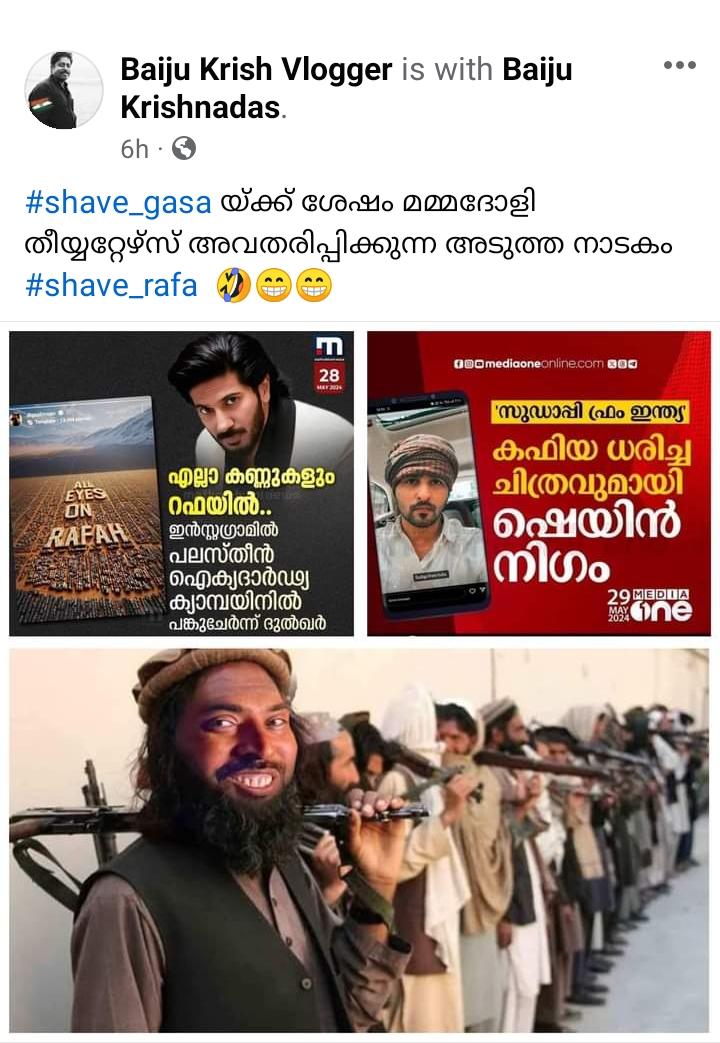 Baiju Krish Vlogger is with Baiju
Krishnadas.
6h ·
#shave_gasa യ്ക്ക് ശേഷം മമ്മദോളി
തീയ്യറ്റേഴ്സ് അവതരിപ്പിക്കുന്ന അടുത്ത നാടകം
#shave_rafa 🤣😁😁
m
28
MAY 2024
ALL
EYES
ON
RAFAH
എല്ലാ കണ്ണുകളും
റഫയിൽ..
ഇൻസ്റ്റഗ്രാമിൽ
പലസ്തീൻ
ഐക്യദാർഢ്യ
ക്യാമ്പയിനിൽ
പങ്കുചേർന്ന് ദുൽഖർ
mediaoneonline.com
'സുഡാപ്പി ഫ്രം ഇന്ത്യ'
കഫിയ ധരിച്ച
ചിത്രവുമായി
ഷെയിൻ
നിഗം
29
MAY
2024
MEDIA
one